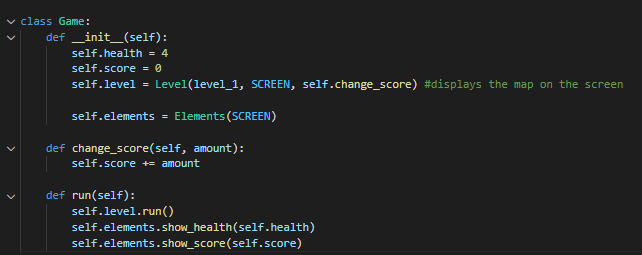 class Game:
    def __init__(self):
        self.health = 4
        self.score = 0
        self.level = Level(level_1, SCREEN, self.change_score) #displays the map on the screen

        self.elements = Elements(SCREEN)

    def change_score(self, amount):
        self.score += amount

    def run(self):
        self.level.run()
        self.elements.show_health(self.health)
        self.elements.show_score(self.score)